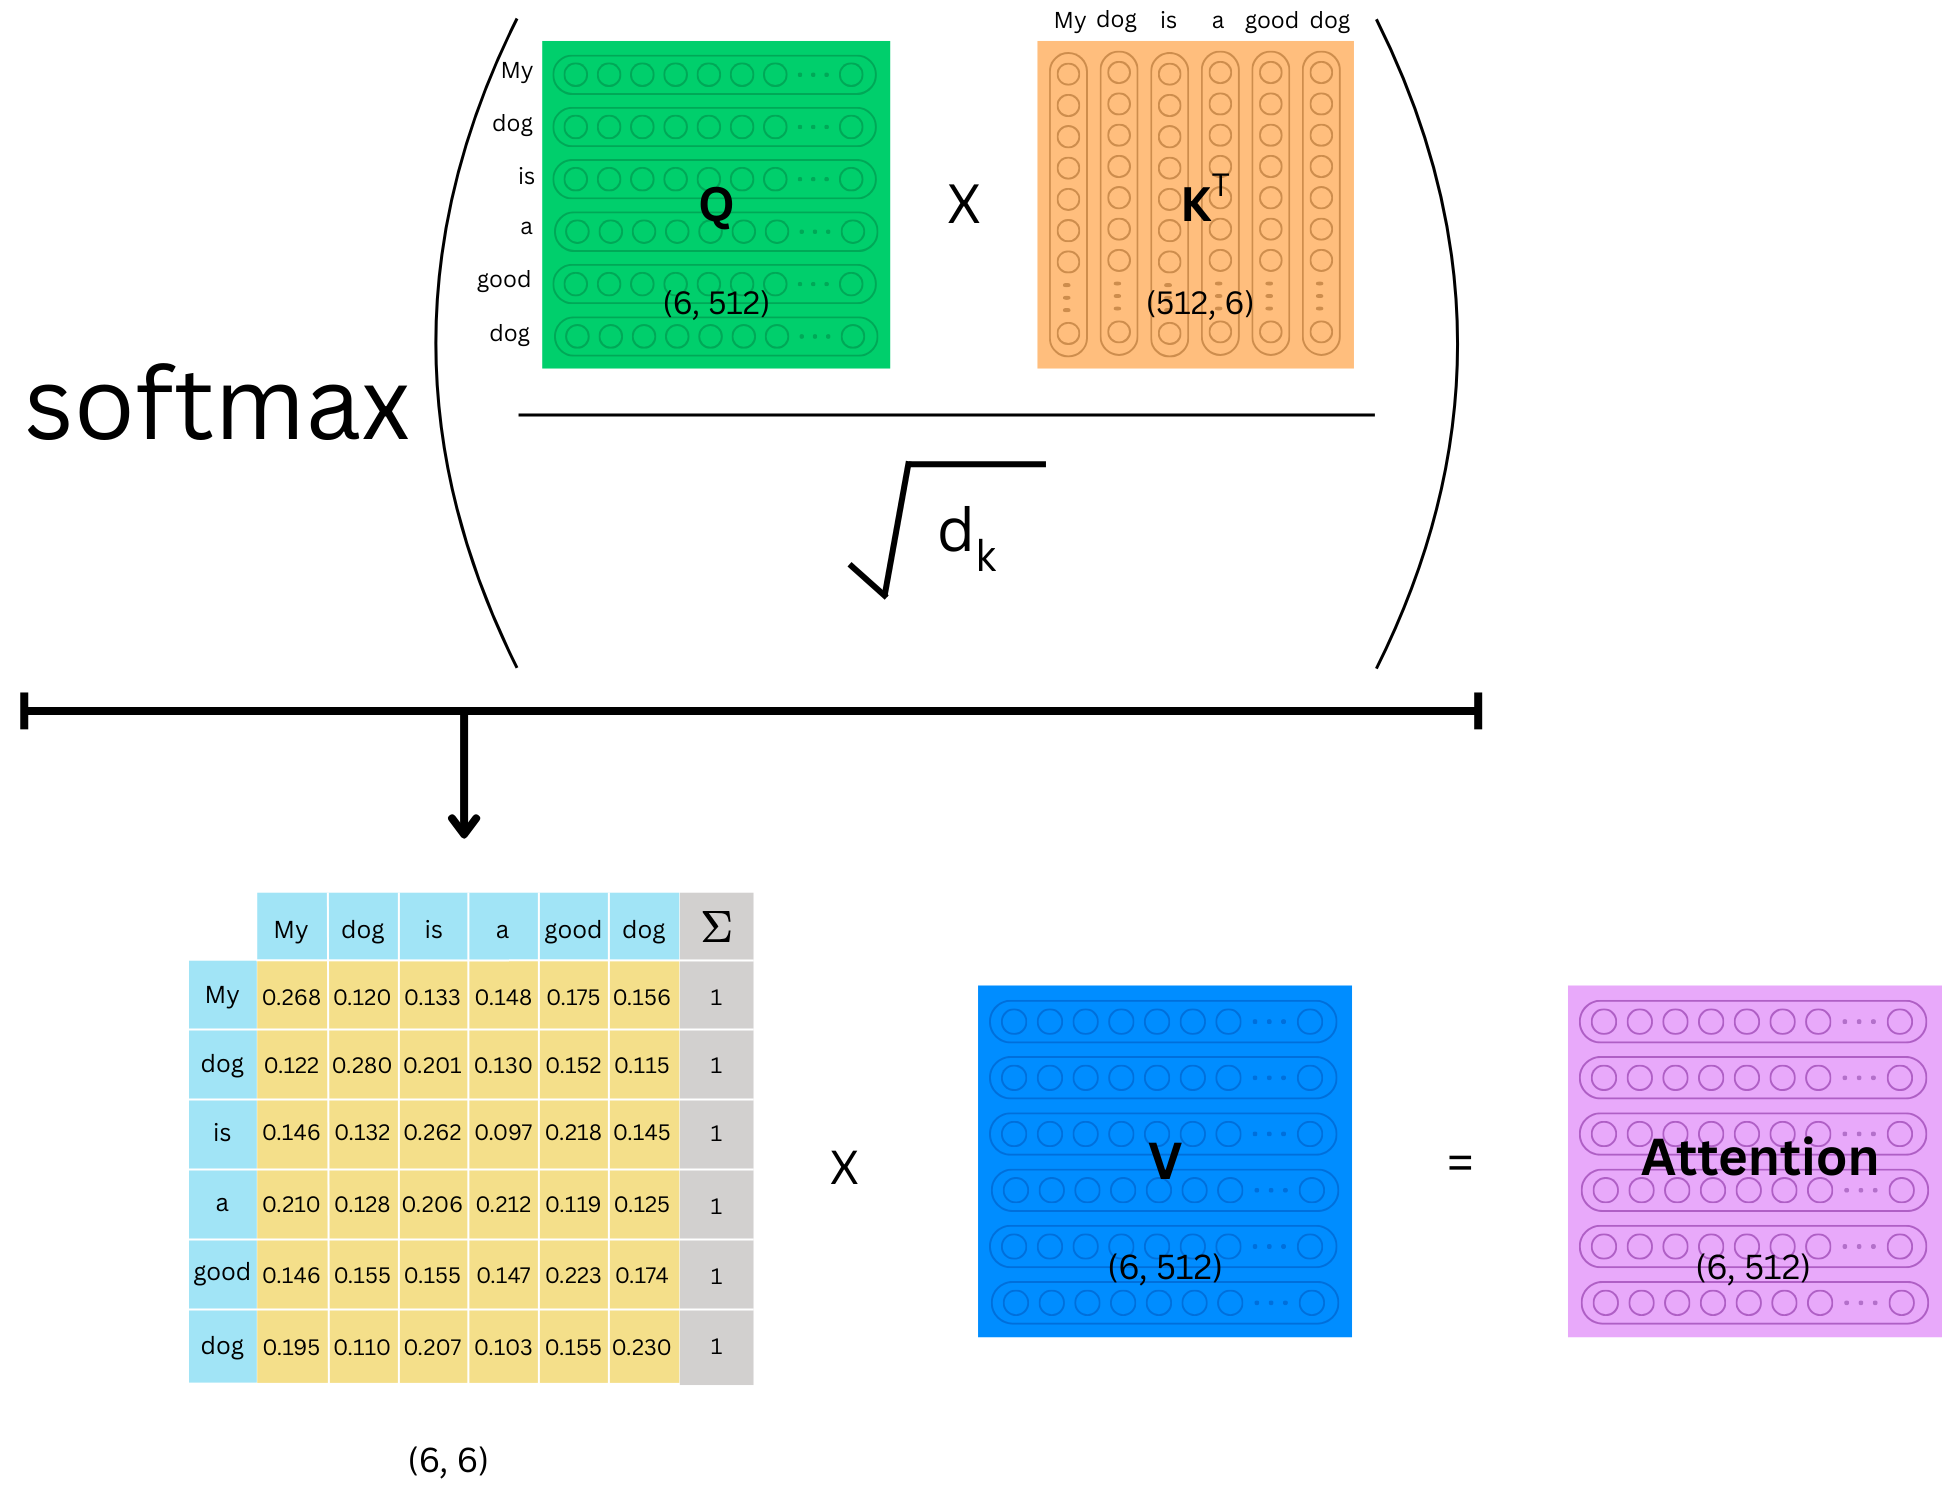 My dog is a good dog
My
dog
is
a
good
dog
Q
(6, 512)
X
K^T
(512, 6)
softmax
√d_k
My dog is a good dog Σ
My 0.268 0.120 0.133 0.148 0.175 0.156 1
dog 0.122 0.280 0.201 0.130 0.152 0.115 1
is 0.146 0.132 0.262 0.097 0.218 0.145 1
a 0.210 0.128 0.206 0.212 0.119 0.125 1
good 0.146 0.155 0.155 0.147 0.223 0.174 1
dog 0.195 0.110 0.207 0.103 0.155 0.230 1
(6, 6)
X
V
(6, 512)
=
Attention
(6, 512)